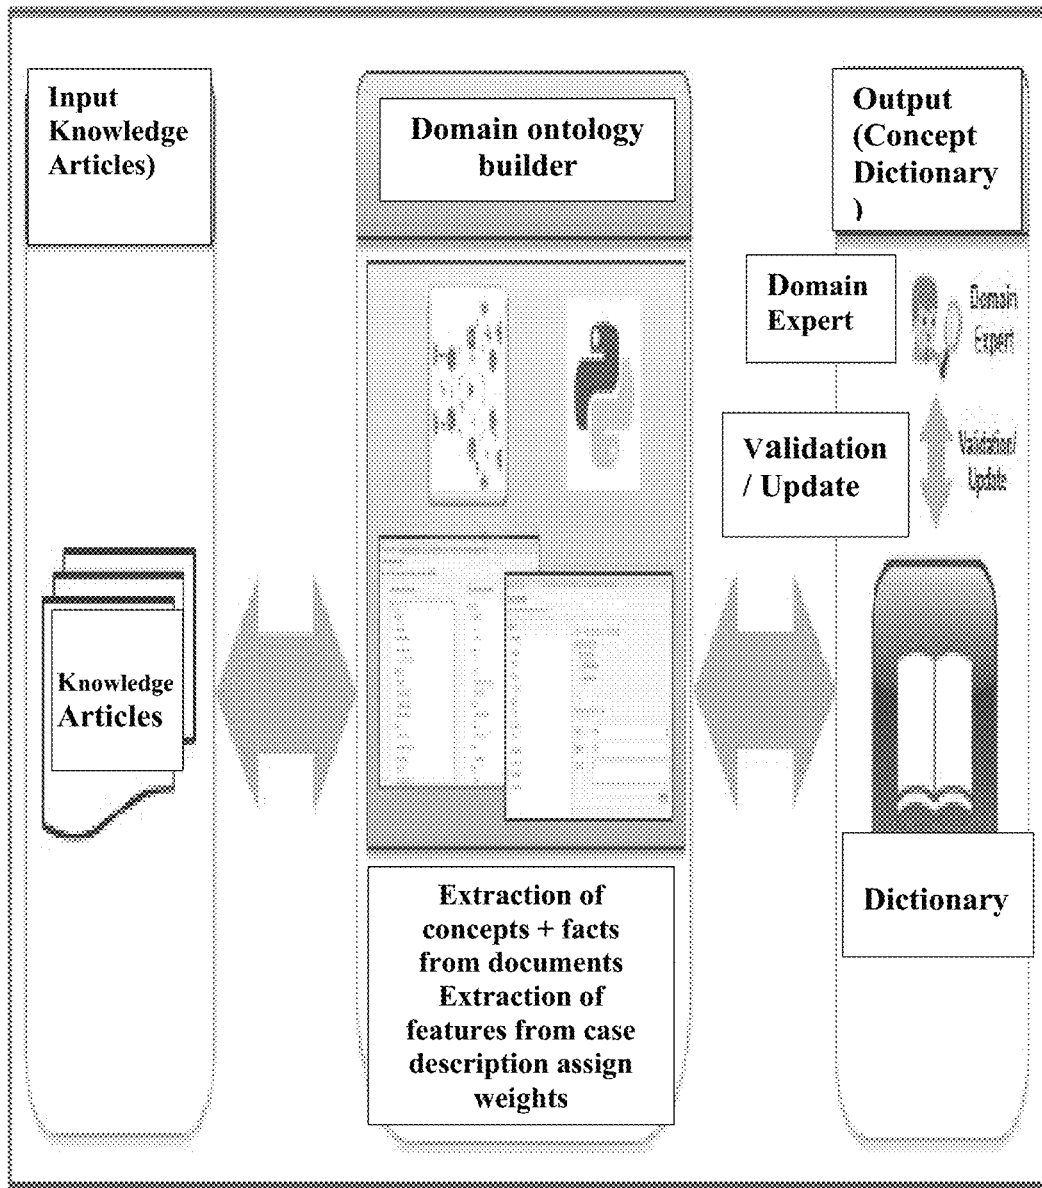 Input
Knowledge
Articles)
Domain ontology
builder
Output
(Concept
Dictionary
)
Domain
Expert
Domain
Expert
Validation
/ Update
Validation/
Update
Knowledge
Articles
Extraction of
concepts + facts
from documents
Extraction of
features from case
description assign
weights
Dictionary